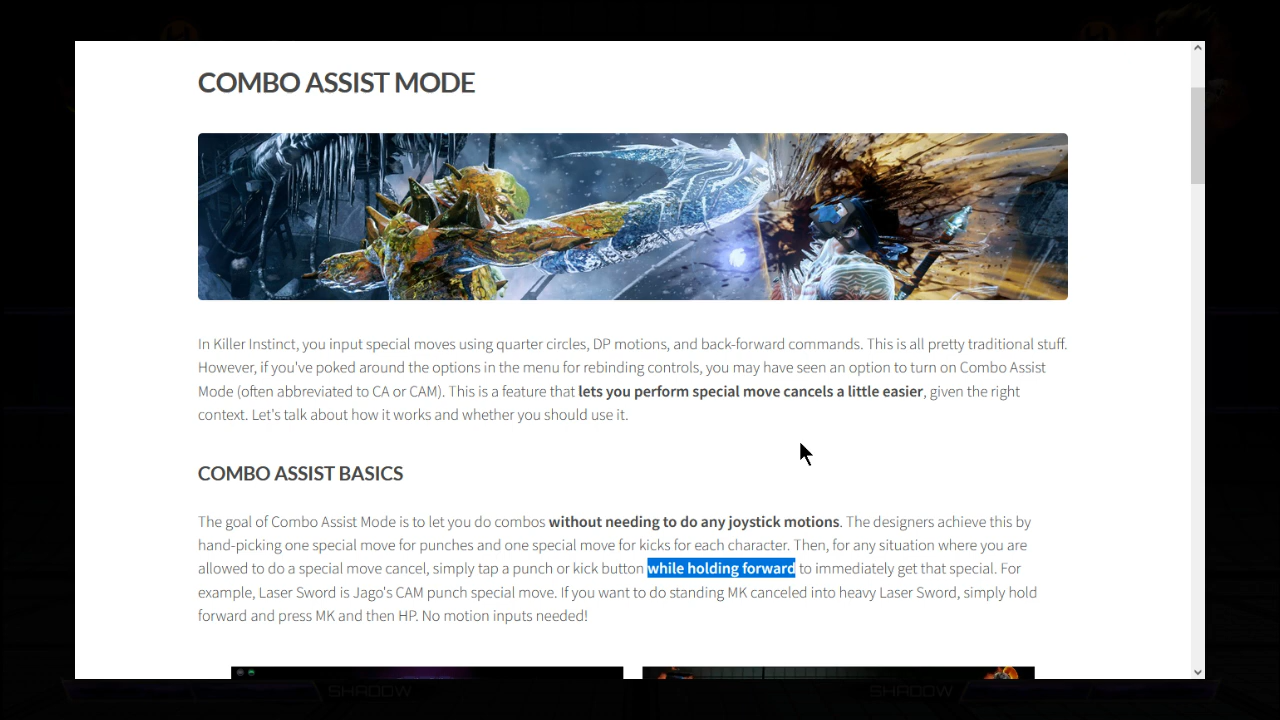 COMBO ASSIST MODE
In Killer Instinct, you input special moves using quarter circles, DP motions, and back-forward commands. This is all pretty traditional stuff.
However, if you've poked around the options in the menu for rebinding controls, you may have seen an option to turn on Combo Assist
Mode (often abbreviated to CA or CAM). This is a feature that lets you perform special move cancels a little easier, given the right
context. Let's talk about how it works and whether you should use it.
COMBO ASSIST BASICS
The goal of Combo Assist Mode is to let you do combos without needing to do any joystick motions. The designers achieve this by
hand-picking one special move for punches and one special move for kicks for each character. Then, for any situation where you are
allowed to do a special move cancel, simply tap a punch or kick button while holding forward to immediately get that special. For
example, Laser Sword is Jago's CAM punch special move. If you want to do standing MK canceled into heavy Laser Sword, simply hold
forward and press MK and then HP. No motion inputs needed!
SHADOW
SHADOW